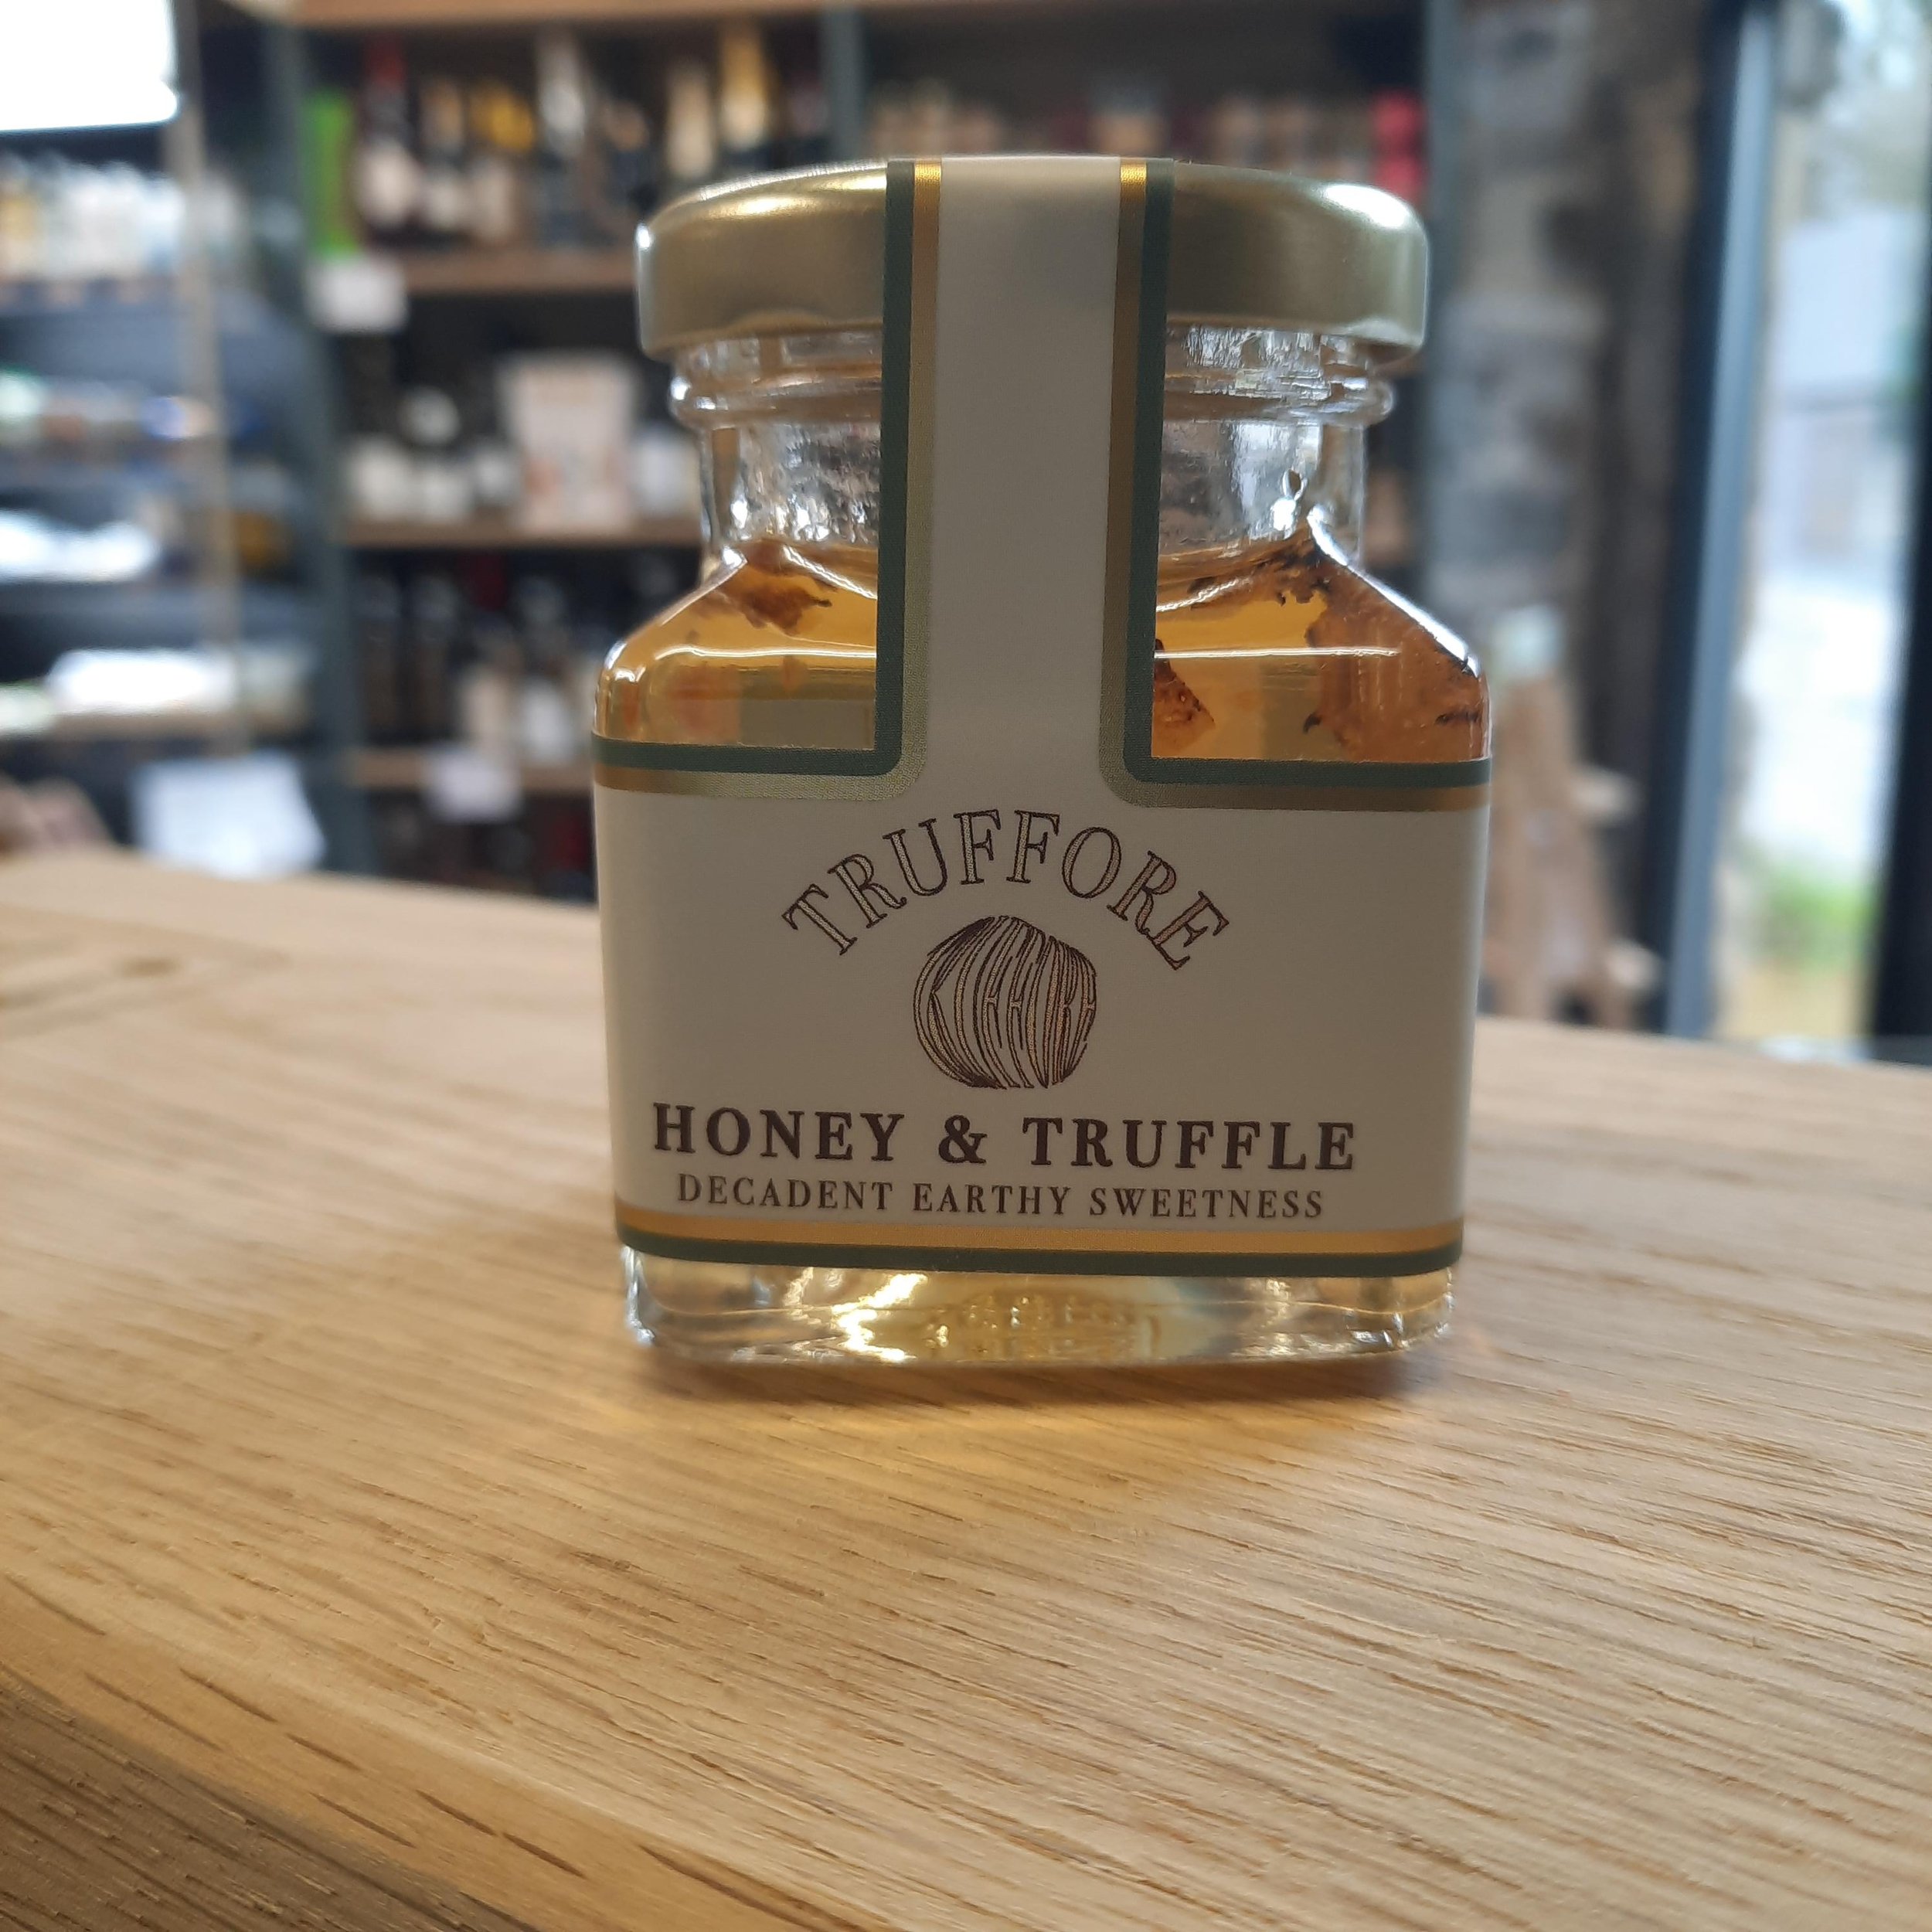 TRUFFORE
HONEY & TRUFFLE
DECADENT EARTHY SWEETNESS